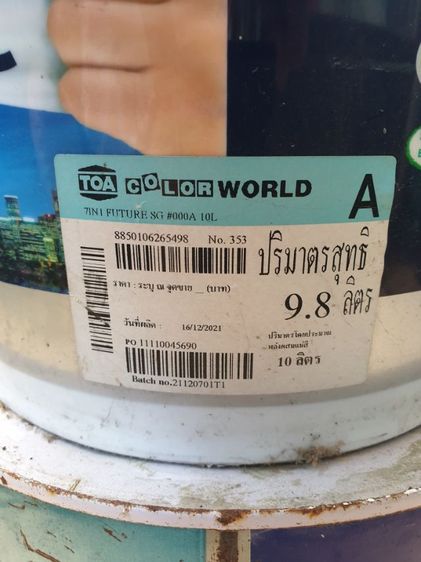 TOA COLOR WORLD A
7IN1 FUTURE SG #000A 10L
8850106265498 No. 353
ปริมาตรสุทธิ
ราคา : ระบุ ณ จุดขาย _ (บาท)
9.8 ลิตร
วันที่ผลิต : 16/12/2021
ปริมาตรโดยประมาณ
หลังผสมแม่สี
PO 11110045690
10 ลิตร
Batch no.21120701T1